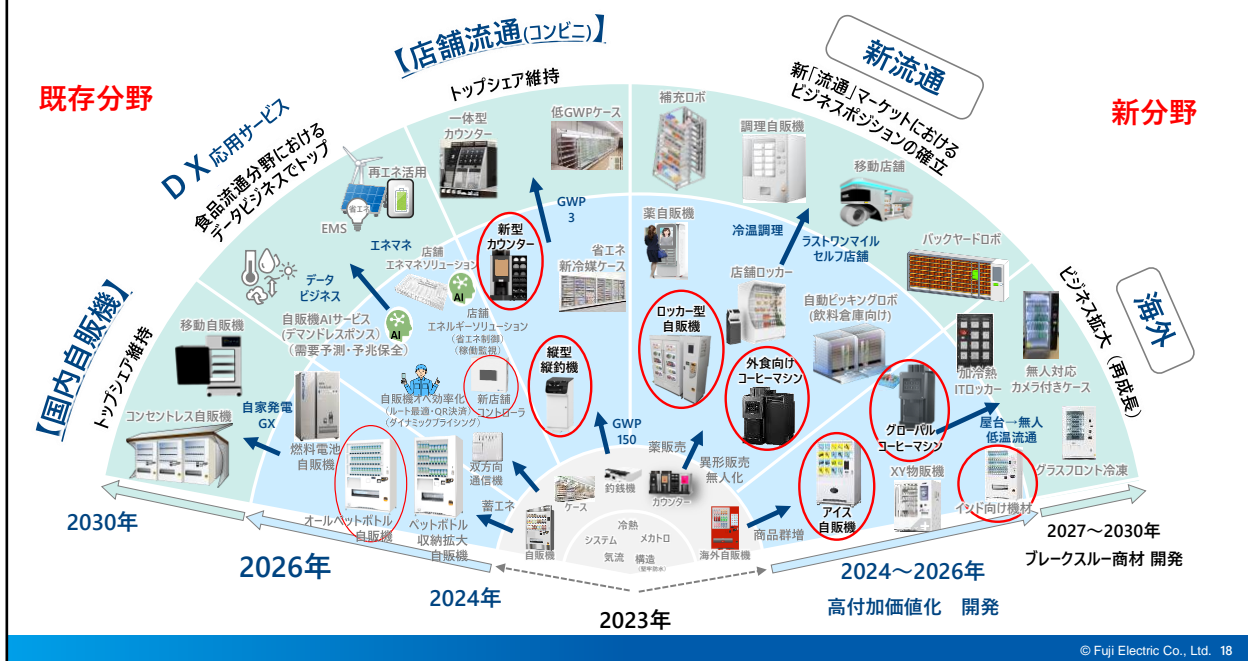 【店舗流通(コンビニ)】
トップシェア維持
新流通
新「流通」マーケットにおける
ビジネスポジションの確立
既存分野
新分野
DX応用サービス
食品流通分野における
データビジネスでトップ
【国内自販機】
トップシェア維持
海外
ビジネス拡大(再成長)
一体型
カウンター
低GWPケース
補充ロボ
調理自販機
移動店舗
再エネ活用
省エネ
EMS
GWP
3
薬自販機
冷温調理
ラストワンマイル
セルフ店舗
バックヤードロボ
エネマネ
店舗
エネマネソリューション
AI
新型
カウンター
省エネ
新冷媒ケース
店舗ロッカー
自動ピッキングロボ
(飲料倉庫向け)
データ
ビジネス
移動自販機
自販機AIサービス
(デマンドレスポンス)
(需要予測・予兆保全)
AI
店舗
エネルギーソリューション
(省エネ制御)
(稼働監視)
縦型
縦釣機
ロッカー型
自販機
外食向け
コーヒーマシン
加冷熱
ITロッカー
無人対応
カメラ付きケース
コンセントレス自販機
自家発電
GX
燃料電池
自販機
自販機オペ効率化
(ルート最適・QR決済)
(ダイナミックプライシング)
新店舗
コントローラ
GWP
150
グローバル
コーヒーマシン
屋台→無人
低温流通
グラスフロント冷凍
オールペットボトル
自販機
ペットボトル
収納拡大
自販機
双方向
通信機
蓄エネ
自販機
ケース
釣銭機
カウンター
薬販売
異形販売
無人化
海外自販機
商品群増
アイス
自販機
XY物販機
インド向け機材
冷熱
システム
メカトロ
気流
構造
(堅牢防水)
2030年
2026年
2024年
2023年
2024~2026年
高付加価値化 開発
2027~2030年
ブレークスルー商材 開発
© Fuji Electric Co., Ltd. 18